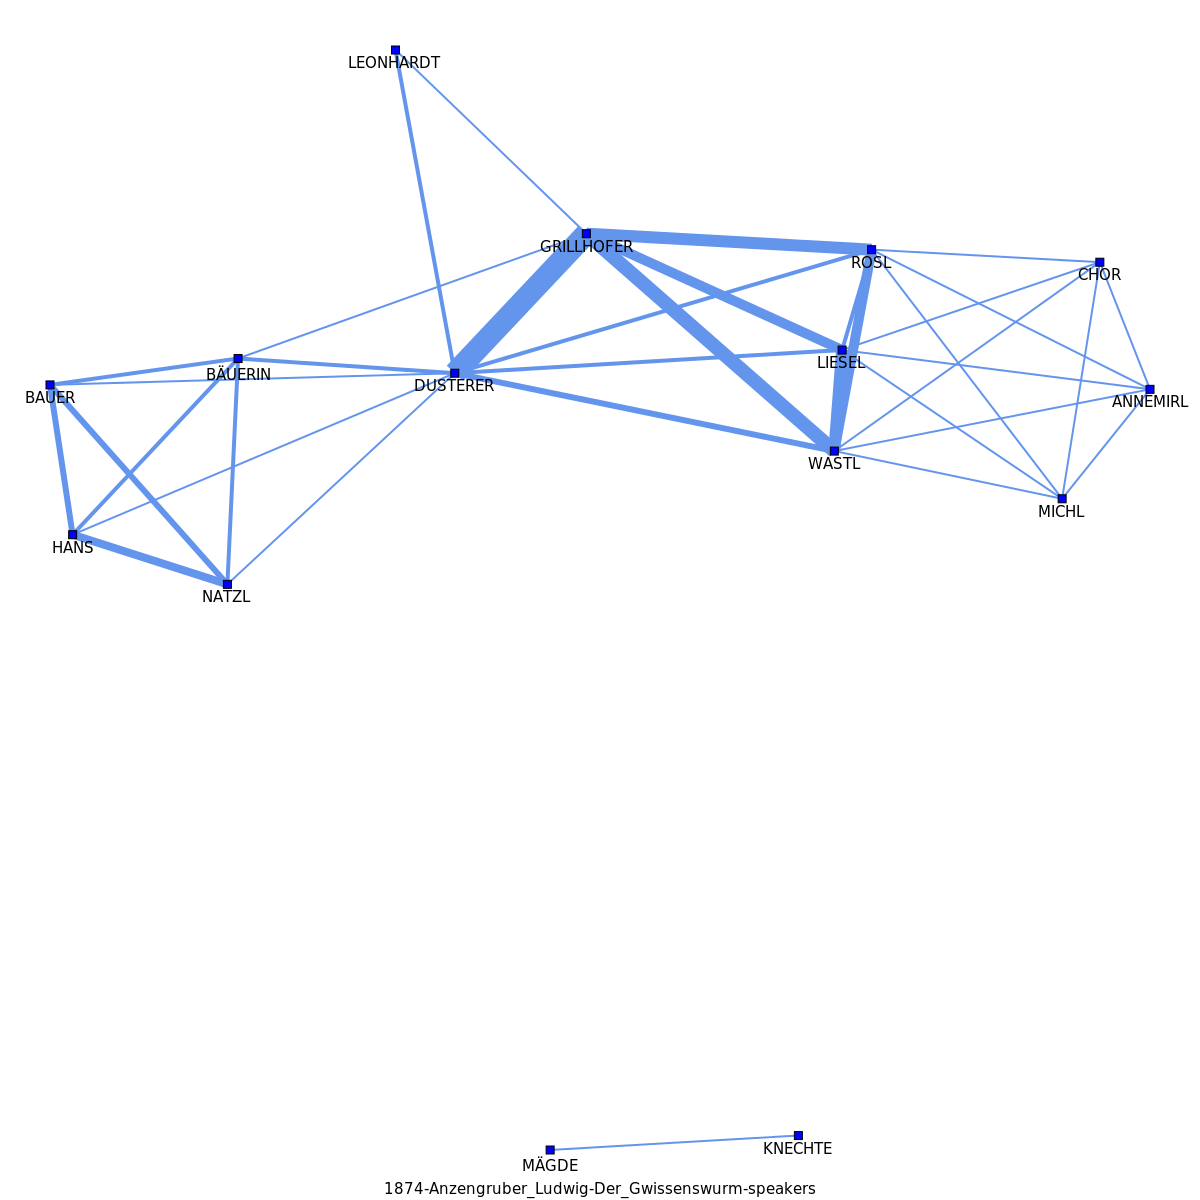 LEONHARDT
GRILLHOFER
ROSL
CHOR
LIESEL
BÄUERIN
DUSTERER
BAUER
ANNEMIRL
WASTL
MICHL
HANS
NATZL
KNECHTE
MÄGDE
1874-Anzengruber_Ludwig-Der_Gwissenswurm-speakers